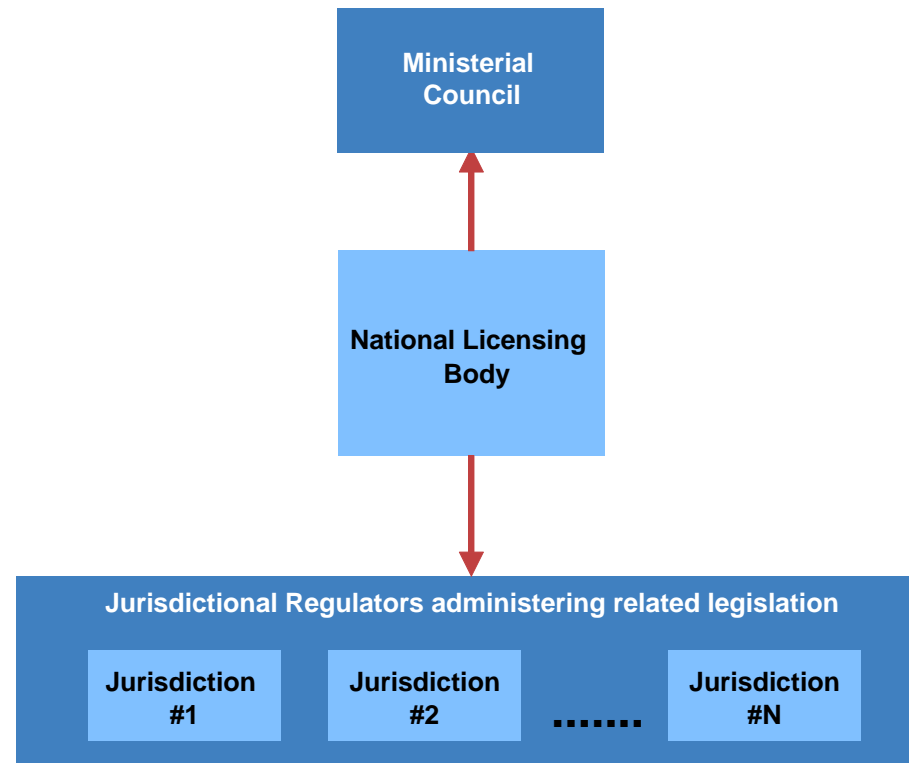 Ministerial
Council
National Licensing
Body
Jurisdictional Regulators administering related legislation
Jurisdiction
#1
Jurisdiction
#2
.......
Jurisdiction
#N